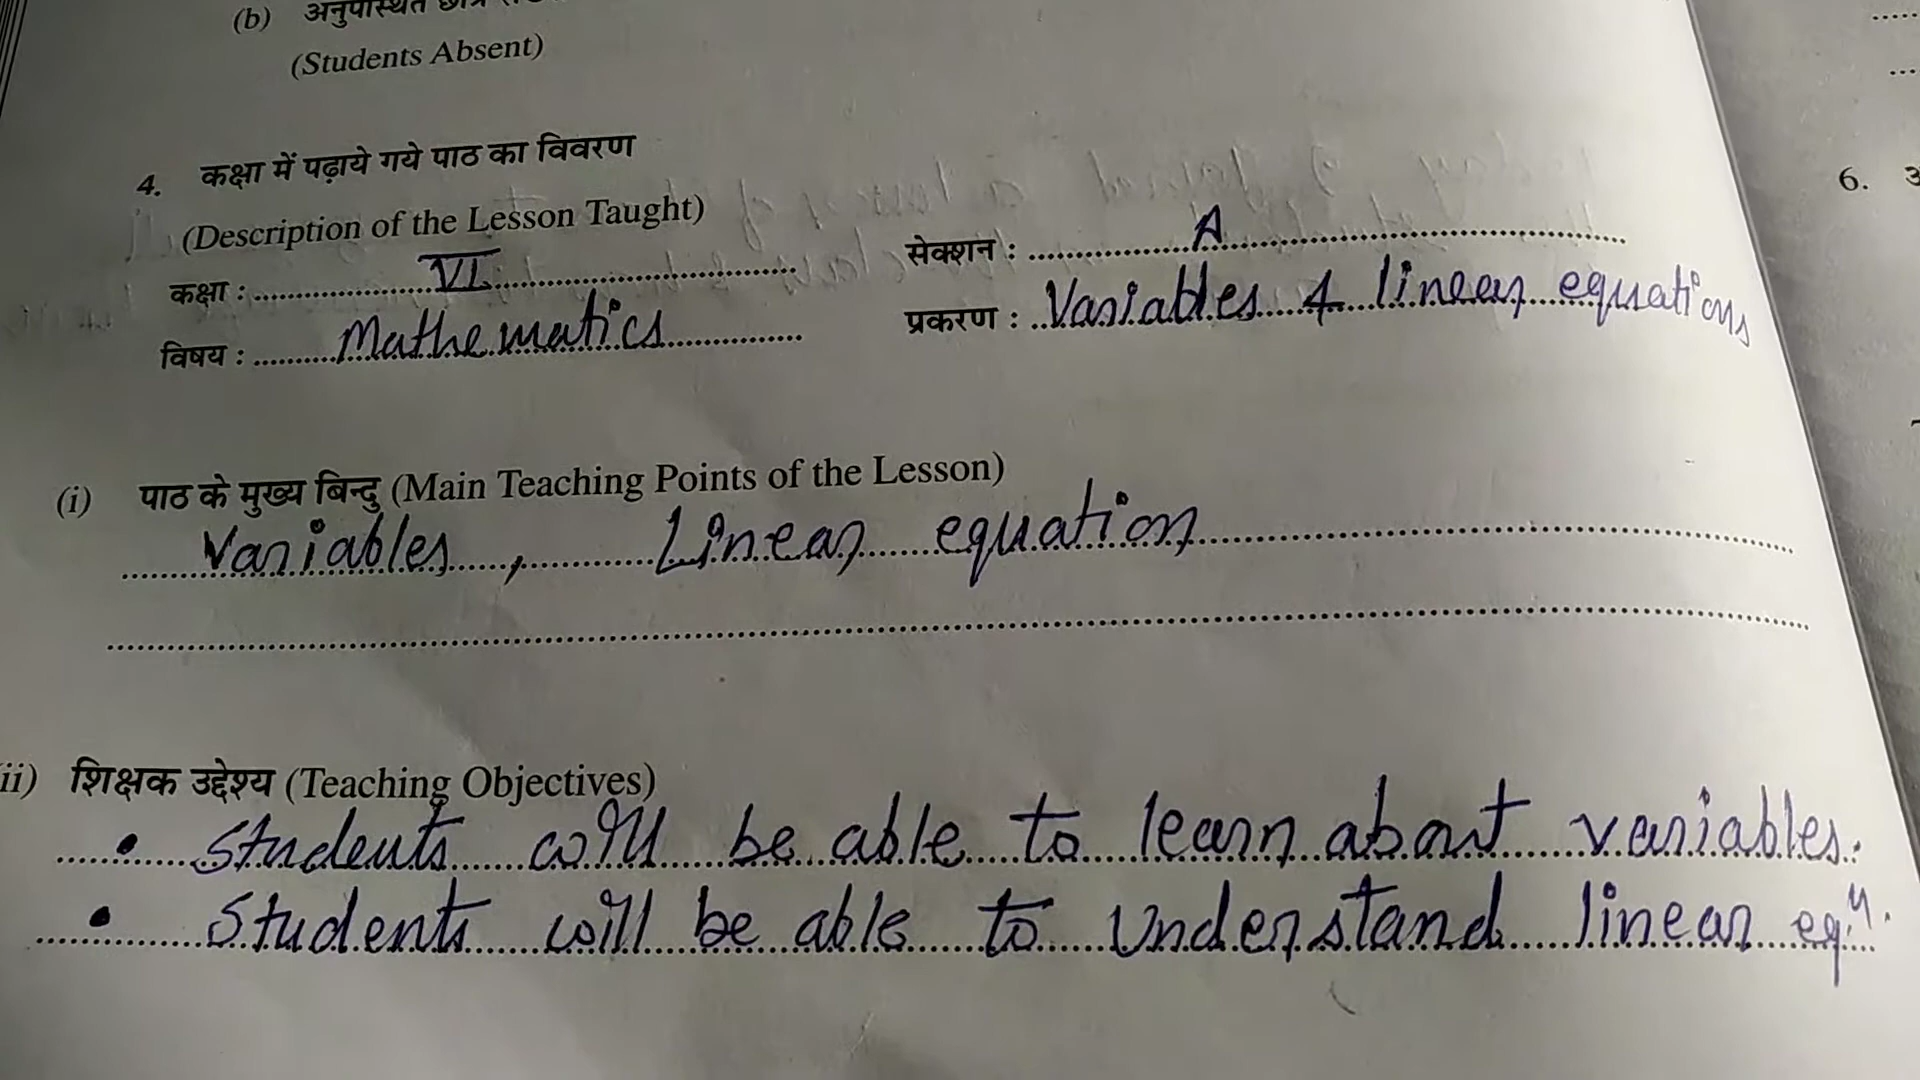 (b) अनुपस्थित छात्र
(Students Absent)
4. कक्षा में पढ़ाये गये पाठ का विवरण
(Description of the Lesson Taught)
कक्षा : VI सेक्शन : A
विषय : Mathematics प्रकरण : Variables & linear equations
(i) पाठ के मुख्य बिन्दु (Main Teaching Points of the Lesson)
Variables, Linear equation
ii) शिक्षक उद्देश्य (Teaching Objectives)
• Students will be able to learn about variables.
• Students will be able to Understand linear eqⁿ.
6.